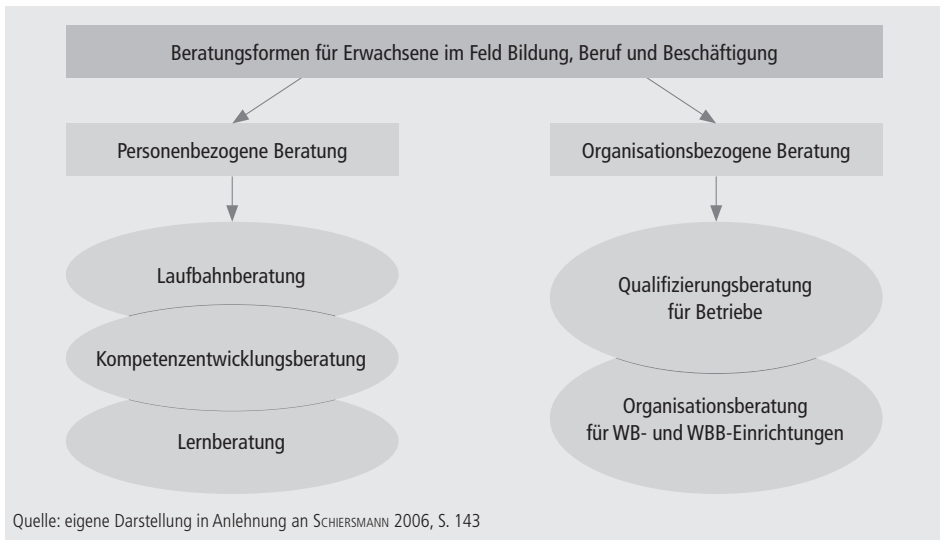 Beratungsformen für Erwachsene im Feld Bildung, Beruf und Beschäftigung
Personenbezogene Beratung
Organisationsbezogene Beratung
Laufbahnberatung
Kompetenzentwicklungsberatung
Lernberatung
Qualifizierungsberatung
für Betriebe
Organisationsberatung
für WB- und WBB-Einrichtungen
Quelle: eigene Darstellung in Anlehnung an SCHIERSMANN 2006, S. 143